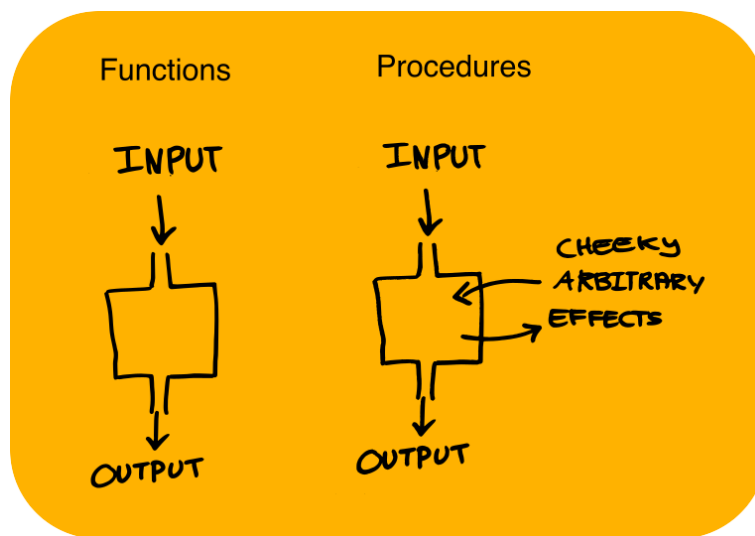 Functions
INPUT
OUTPUT
Procedures
INPUT
CHEEKY
ARBITRARY
EFFECTS
OUTPUT